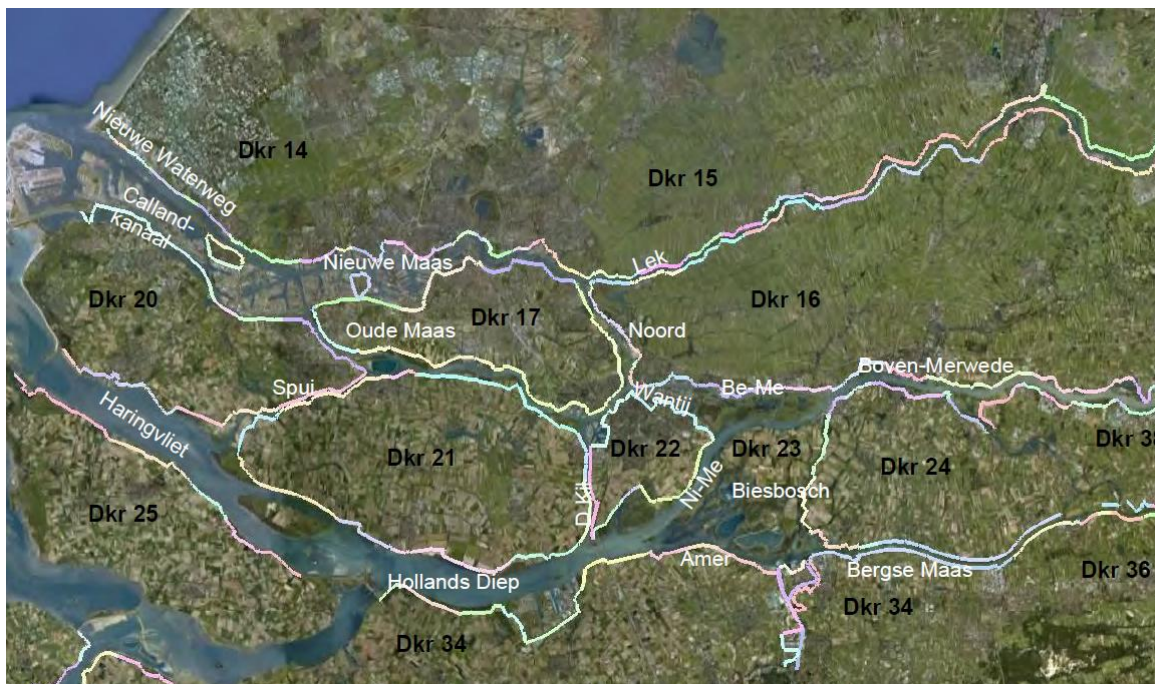 Nieuwe Waterweg
Dkr 14
Calland-
kanaal
Dkr 15
Lek
Nieuwe Maas
Dkr 20
Dkr 16
Dkr 17
Oude Maas
Noord
Boven-Merwede
Spui
Be-Me
Wantij
Haringvliet
Dkr 38
Dkr 21
Dkr 22
Dkr 23
Dkr 24
Ni-Me
Biesbosch
D.Kil
Dkr 25
Amer
Bergse Maas
Dkr 36
Hollands Diep
Dkr 34
Dkr 34